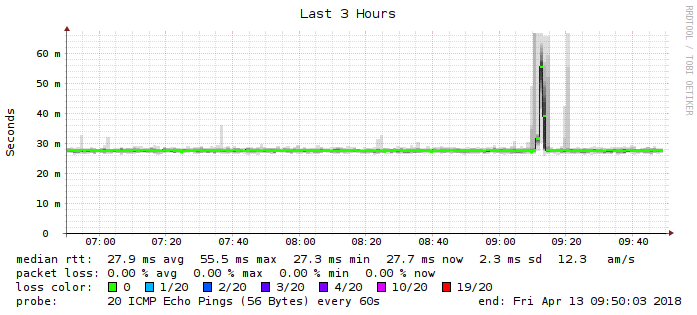 Last 3 Hours
RRDTOOL / TOBI OETIKER
Seconds
60 m
50 m
40 m
30 m
20 m
10 m
0
07:00 07:20 07:40 08:00 08:20 08:40 09:00 09:20 09:40
median rtt: 27.9 ms avg 55.5 ms max 27.3 ms min 27.7 ms now 2.3 ms sd 12.3 am/s
packet loss: 0.00 % avg 0.00 % max 0.00 % min 0.00 % now
loss color: 0 1/20 2/20 3/20 4/20 10/20 19/20
probe: 20 ICMP Echo Pings (56 Bytes) every 60s end: Fri Apr 13 09:50:03 2018